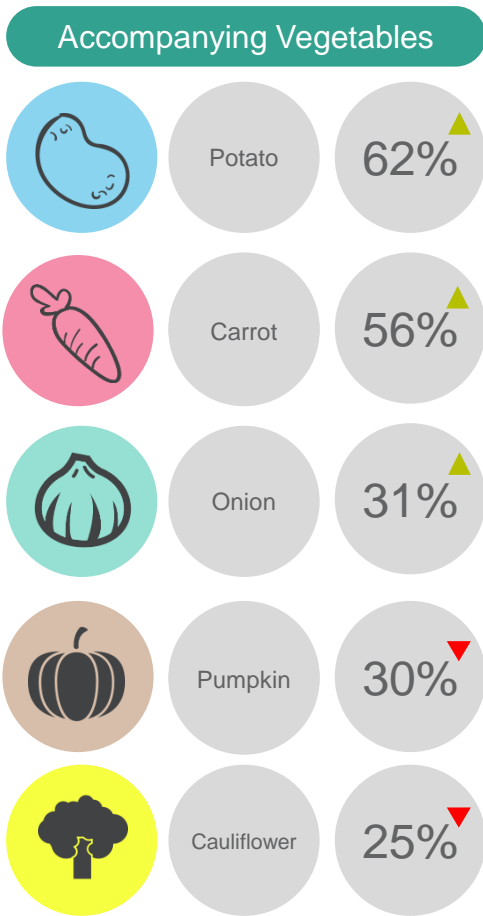 Accompanying Vegetables
Potato
62%
Carrot
56%
Onion
31%
Pumpkin
30%
Cauliflower
25%